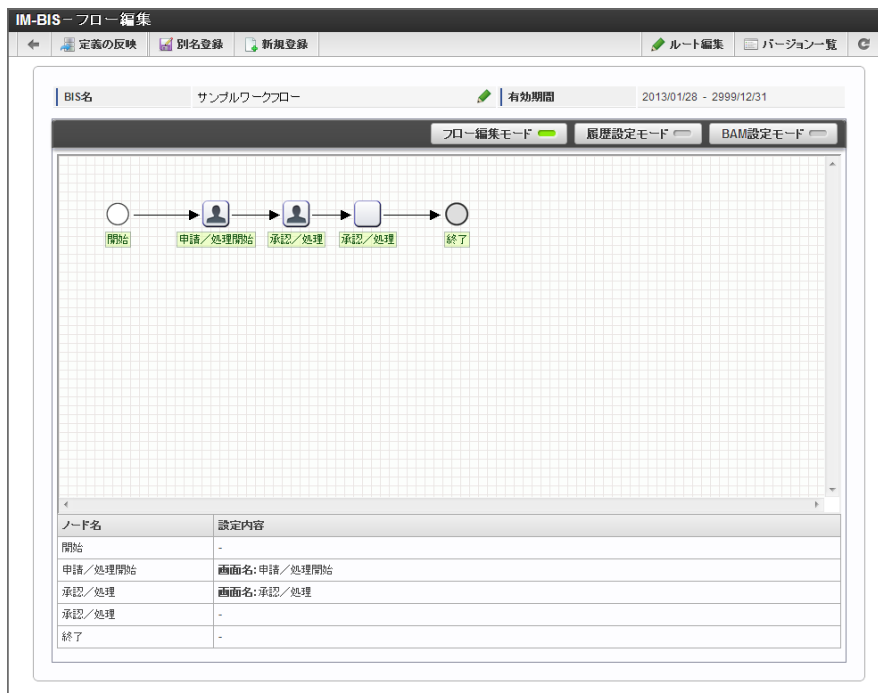 IM-BIS－フロー編集
定義の反映 別名登録 新規登録 ルート編集 バージョン一覧
BIS名 サンプルワークフロー 有効期間 2013/01/28 - 2999/12/31
フロー編集モード 履歴設定モード BAM設定モード
開始 申請／処理開始 承認／処理 承認／処理 終了
ノード名 設定内容
開始 -
申請／処理開始 画面名:申請／処理開始
承認／処理 画面名:承認／処理
承認／処理 -
終了 -